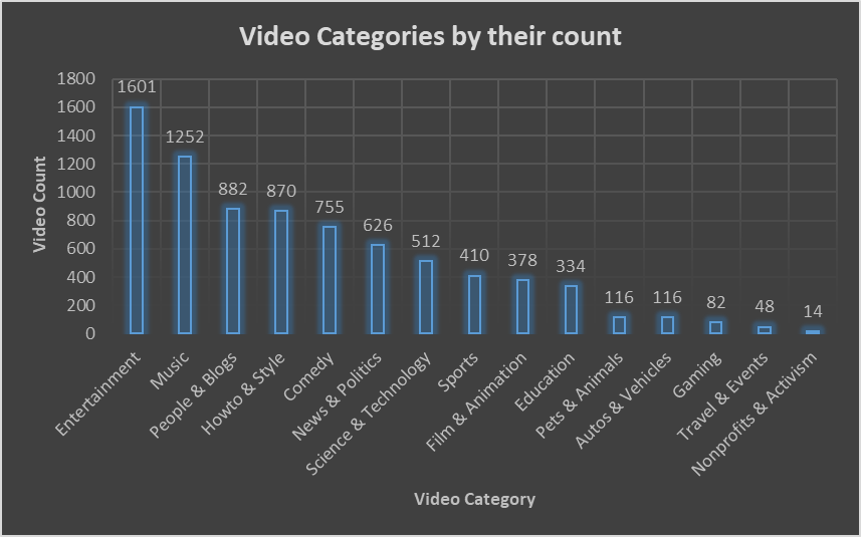 Video Categories by their count
Video Count
1800
1600
1400
1200
1000
800
600
400
200
0
1601
1252
882
870
755
626
512
410
378
334
116
116
82
48
14
Entertainment
Music
People & Blogs
Howto & Style
Comedy
News & Politics
Science & Technology
Sports
Film & Animation
Education
Pets & Animals
Autos & Vehicles
Gaming
Travel & Events
Nonprofits & Activism
Video Category